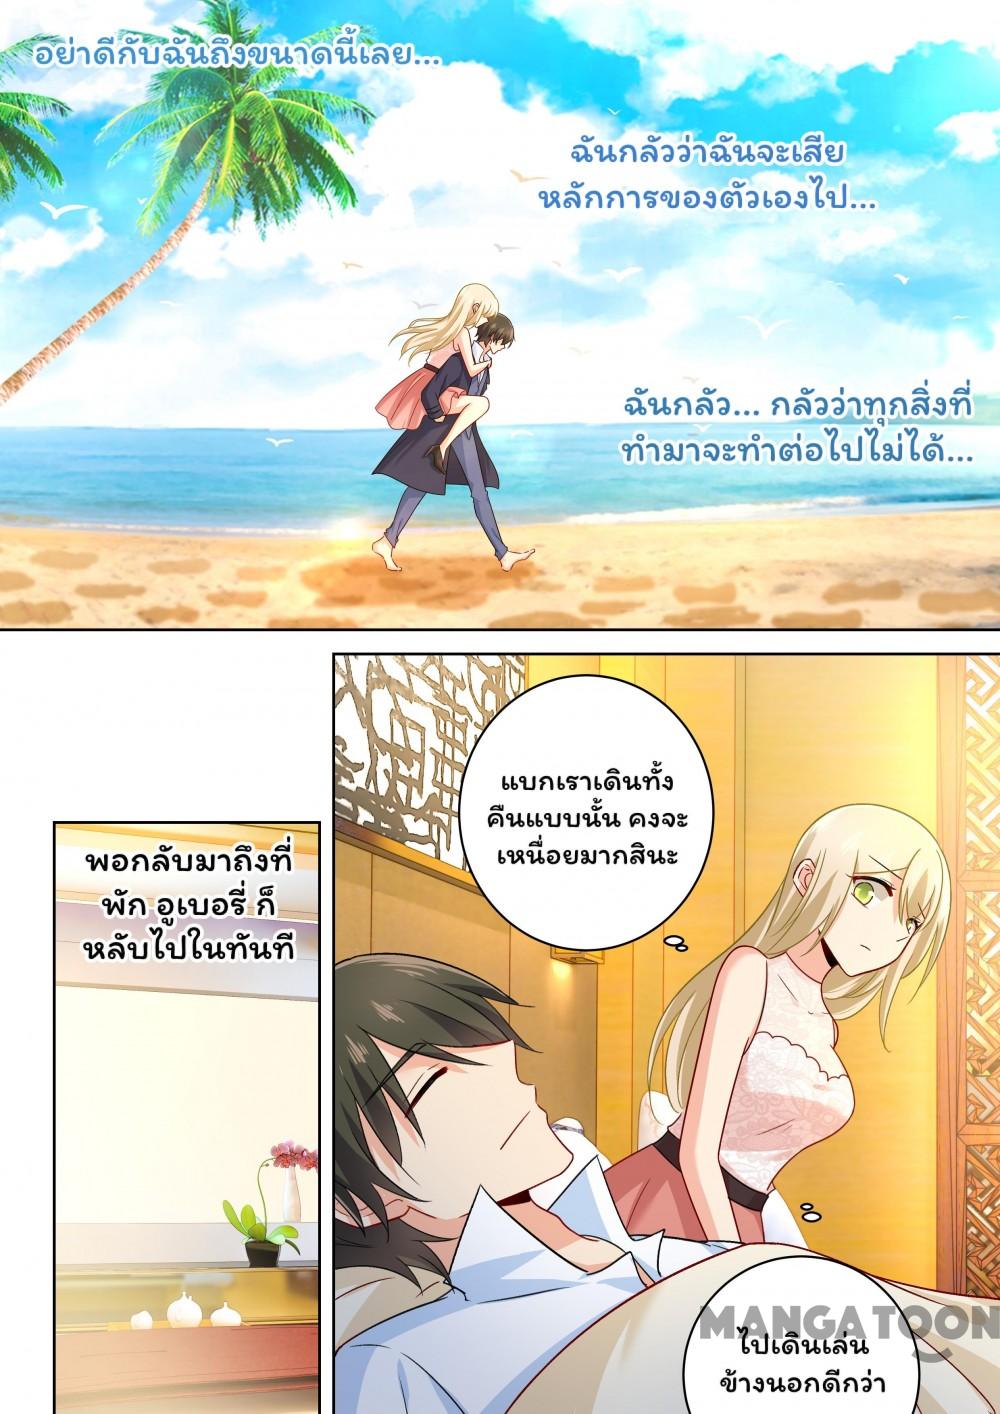 อย่าดีกับฉันถึงขนาดนี้เลย...
ฉันกลัวว่าฉันจะเสีย
หลักการของตัวเองไป...
ฉันกลัว... กลัวว่าทุกสิ่งที่
ทำมาจะทำต่อไปไม่ได้...
พอกลับมาถึงที่
พัก อูเบอรี่ ก็
หลับไปในทันที
แบกเราเดินทั้ง
คืนแบบนั้น คงจะ
เหนื่อยมากสินะ
ไปเดินเล่น
ข้างนอกดีกว่า
MANGATOON